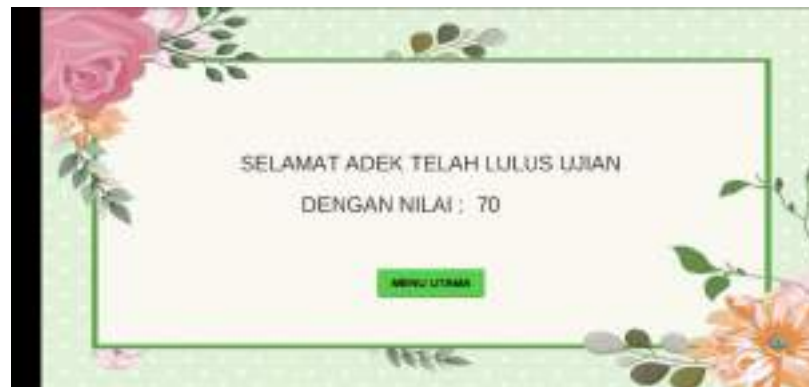 SELAMAT ADEK TELAH LULUS UJIAN
DENGAN NILAI : 70
MENU UTAMA